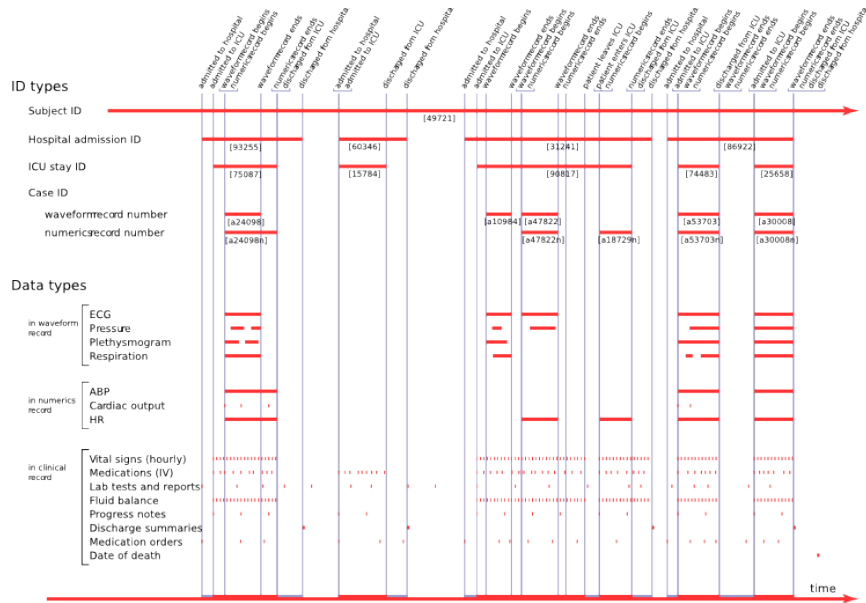 admitted to hospital
admitted to ICU
waveform record begins
numerics record begins
waveform record ends
numerics record ends
discharged from ICU
discharged from hospita
admitted to hospital
admitted to ICU
discharged from ICU
discharged from hospita
admitted to hospital
admitted to ICU
waveform record begins
waveform record ends
waveform record begins
numerics record begins
waveform record ends
numerics record ends
patient leaves ICU
patient enters ICU
numerics record begins
numerics record ends
discharged from ICU
discharged from hospita
admitted to hospital
admitted to ICU
waveform record begins
numerics record begins
discharged from ICU
waveform record ends
numerics record ends
admitted to ICU
waveform record begins
numerics record begins
waveform record ends
numerics record ends
discharged from ICU
discharged from hospita
ID types
Subject ID
[49721]
Hospital admission ID
[93255] [60346] [31241] [86922]
ICU stay ID
[75087] [15784] [90817] [74483] [25658]
Case ID
waveformrecord number
[a24098] [a10984] [a47822] [a53703] [a30008]
numericsrecord number
[a24098n] [a47822n] [a18729n] [a53703n] [a30008n]
Data types
in waveform
record
ECG
Pressure
Plethysmogram
Respiration
in numerics
record
ABP
Cardiac output
HR
in clinical
record
Vital signs (hourly)
Medications (IV)
Lab tests and reports
Fluid balance
Progress notes
Discharge summaries
Medication orders
Date of death
time